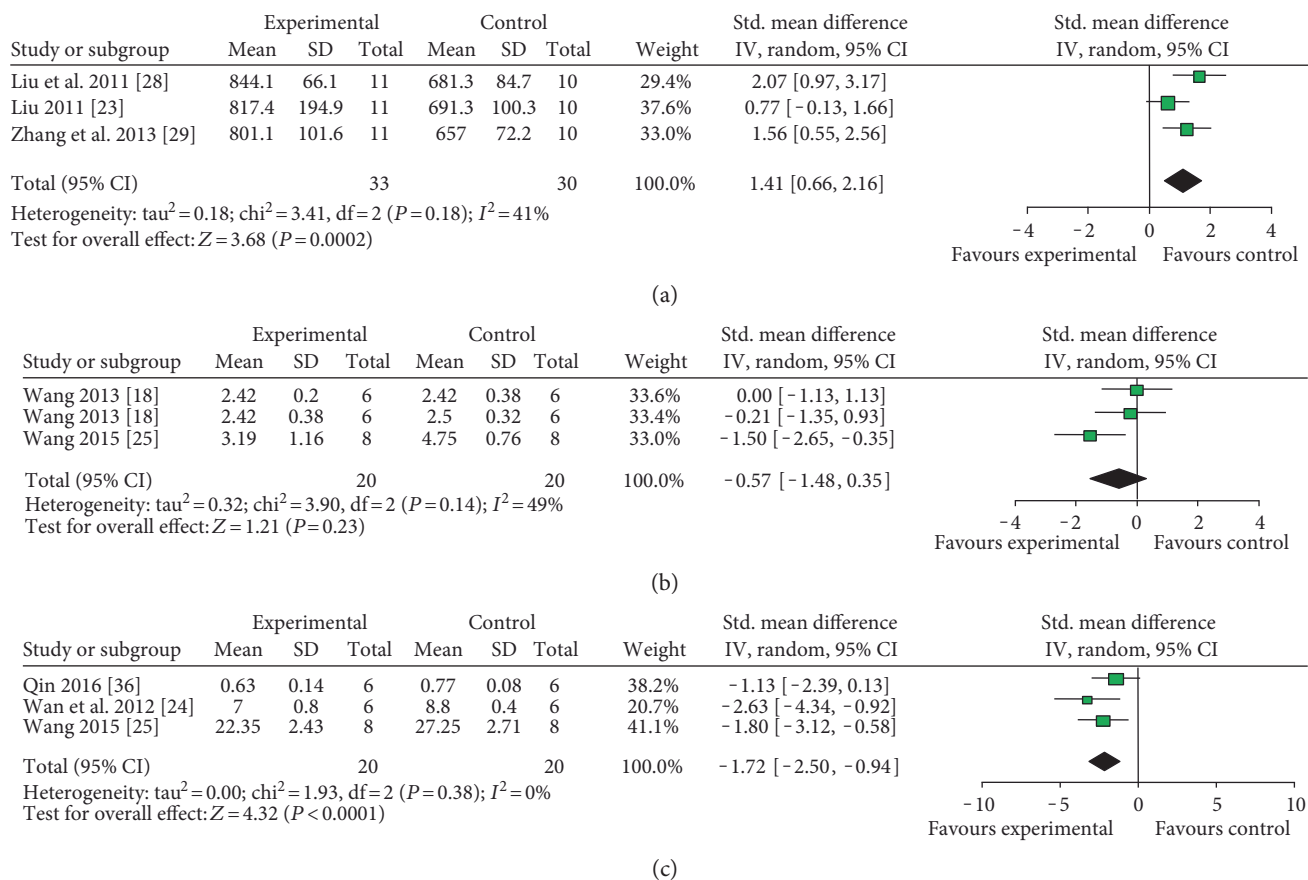 Experimental Control Std. mean difference Std. mean difference
Study or subgroup Mean SD Total Mean SD Total Weight IV, random, 95% CI IV, random, 95% CI
Liu et al. 2011 [28] 844.1 66.1 11 681.3 84.7 10 29.4% 2.07 [0.97, 3.17]
Liu 2011 [23] 817.4 194.9 11 691.3 100.3 10 37.6% 0.77 [−0.13, 1.66]
Zhang et al. 2013 [29] 801.1 101.6 11 657 72.2 10 33.0% 1.56 [0.55, 2.56]
Total (95% CI) 33 30 100.0% 1.41 [0.66, 2.16]
Heterogeneity: tau² = 0.18; chi² = 3.41, df = 2 (P = 0.18); I² = 41%
Test for overall effect: Z = 3.68 (P = 0.0002)
−4 −2 0 2 4
Favours experimental Favours control
(a)
Experimental Control Std. mean difference Std. mean difference
Study or subgroup Mean SD Total Mean SD Total Weight IV, random, 95% CI IV, random, 95% CI
Wang 2013 [18] 2.42 0.2 6 2.42 0.38 6 33.6% 0.00 [−1.13, 1.13]
Wang 2013 [18] 2.42 0.38 6 2.5 0.32 6 33.4% −0.21 [−1.35, 0.93]
Wang 2015 [25] 3.19 1.16 8 4.75 0.76 8 33.0% −1.50 [−2.65, −0.35]
Total (95% CI) 20 20 100.0% −0.57 [−1.48, 0.35]
Heterogeneity: tau² = 0.32; chi² = 3.90, df = 2 (P = 0.14); I² = 49%
Test for overall effect: Z = 1.21 (P = 0.23)
−4 −2 0 2 4
Favours experimental Favours control
(b)
Experimental Control Std. mean difference Std. mean difference
Study or subgroup Mean SD Total Mean SD Total Weight IV, random, 95% CI IV, random, 95% CI
Qin 2016 [36] 0.63 0.14 6 0.77 0.08 6 38.2% −1.13 [−2.39, 0.13]
Wan et al. 2012 [24] 7 0.8 6 8.8 0.4 6 20.7% −2.63 [−4.34, −0.92]
Wang 2015 [25] 22.35 2.43 8 27.25 2.71 8 41.1% −1.80 [−3.12, −0.58]
Total (95% CI) 20 20 100.0% −1.72 [−2.50, −0.94]
Heterogeneity: tau² = 0.00; chi² = 1.93, df = 2 (P = 0.38); I² = 0%
Test for overall effect: Z = 4.32 (P < 0.0001)
−10 −5 0 5 10
Favours experimental Favours control
(c)